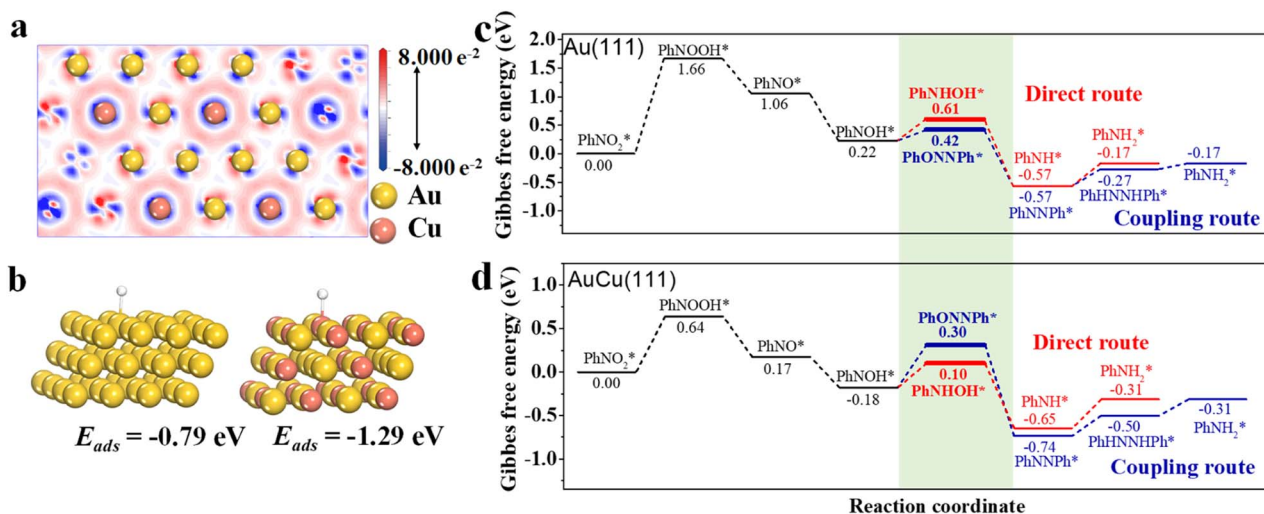 a
8.000 e⁻²
-8.000 e⁻²
Au
Cu
b
E_ads = -0.79 eV
E_ads = -1.29 eV
c
Gibbes free energy (eV)
2.0
1.5
1.0
0.5
0.0
-0.5
-1.0
Au(111)
PhNO₂*
0.00
PhNOOH*
1.66
PhNO*
1.06
PhNOH*
0.22
PhNHOH*
0.61
0.42
PhONNPh*
Direct route
PhNH*
-0.57
-0.57
PhNNPh*
PhNH₂*
-0.17
-0.27
PhHNNHPh*
-0.17
PhNH₂*
Coupling route
d
Gibbes free energy (eV)
1.0
0.5
0.0
-0.5
-1.0
AuCu(111)
PhNO₂*
0.00
PhNOOH*
0.64
PhNO*
0.17
PhNOH*
-0.18
PhONNPh*
0.30
0.10
PhNHOH*
Direct route
PhNH*
-0.65
-0.74
PhNNPh*
PhNH₂*
-0.31
-0.50
PhHNNHPh*
-0.31
PhNH₂*
Coupling route
Reaction coordinate